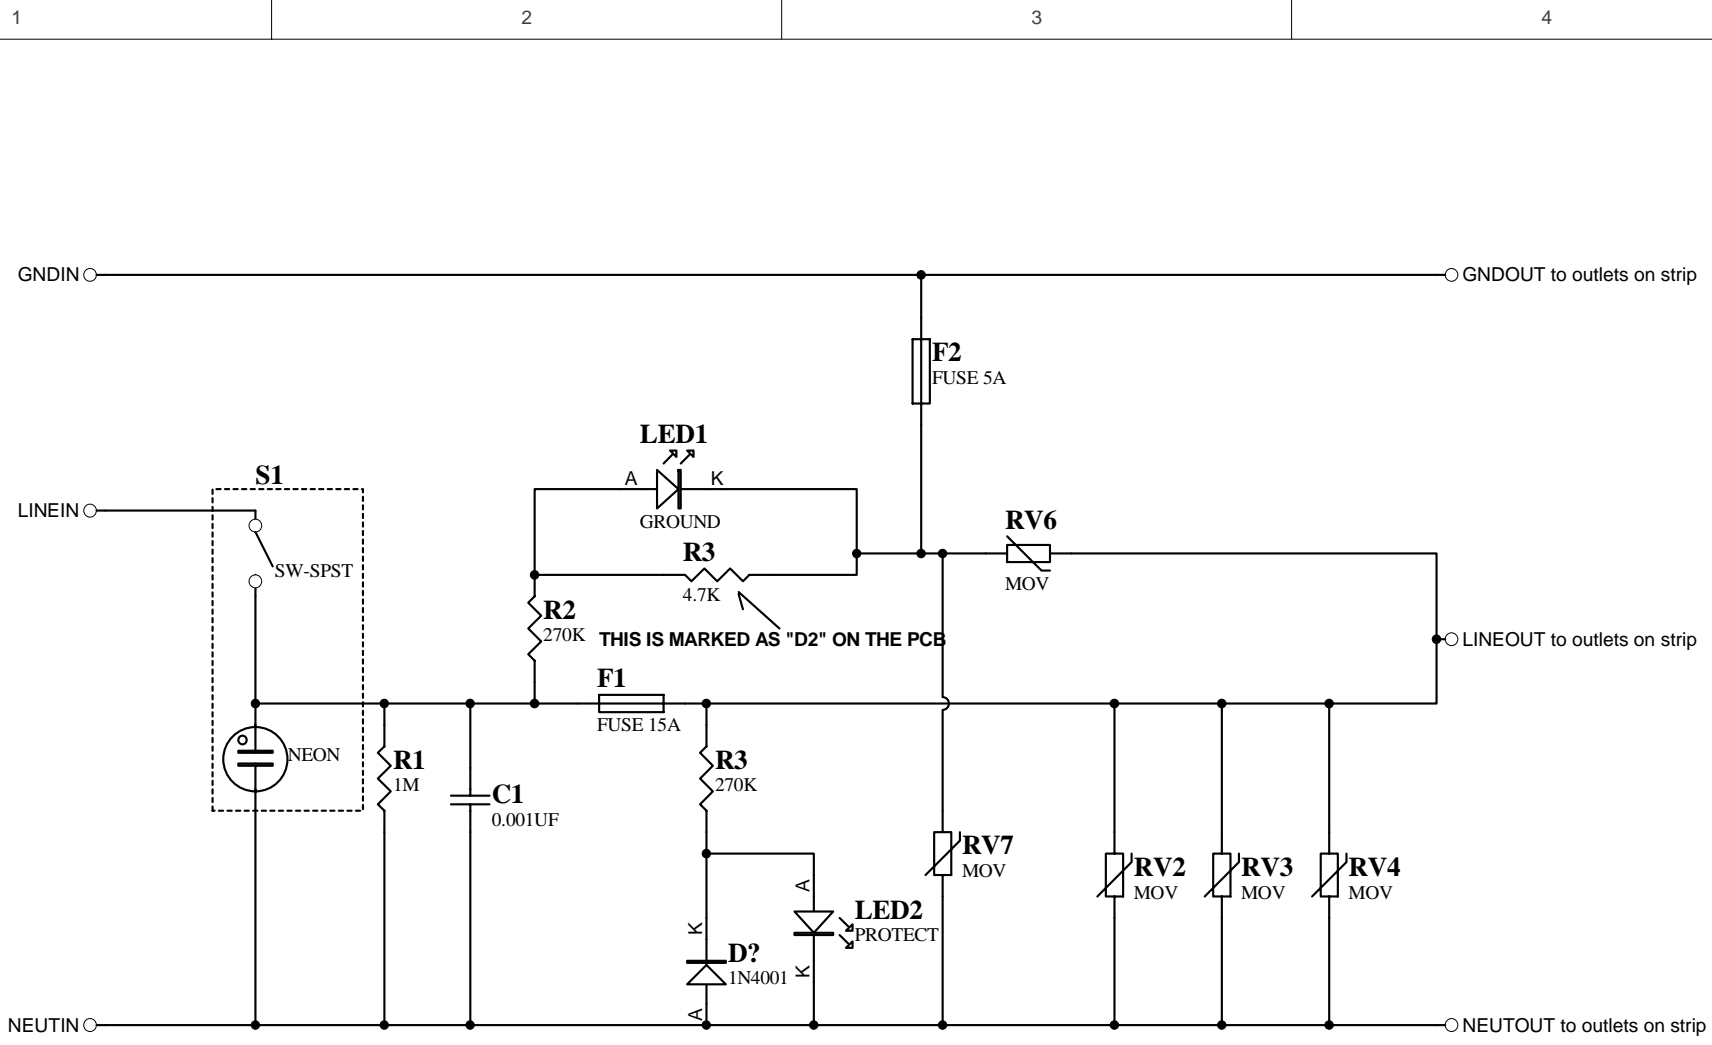 1 2 3 4
GNDIN GNDOUT to outlets on strip
F2
FUSE 5A
LED1
A K
GROUND
S1
LINEIN
SW-SPST
RV6
MOV
R3
4.7K
R2
270K
THIS IS MARKED AS "D2" ON THE PCB
LINEOUT to outlets on strip
F1
FUSE 15A
NEON
R1
1M
C1
0.001UF
R3
270K
RV7
MOV
RV2
MOV
RV3
MOV
RV4
MOV
A
LED2
PROTECT
K
K
D?
1N4001
A
NEUTIN NEUTOUT to outlets on strip